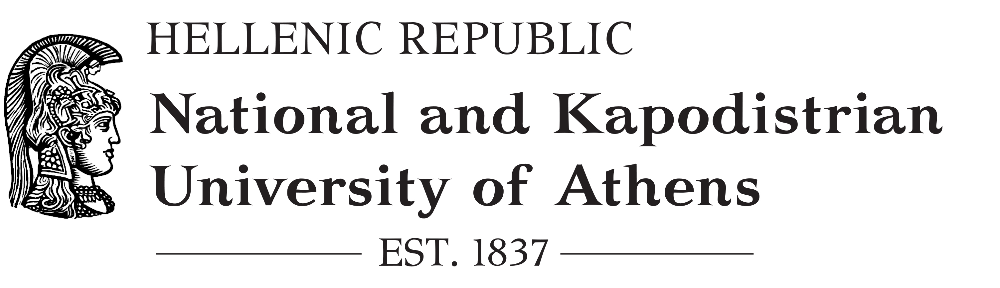 HELLENIC REPUBLIC
National and Kapodistrian
University of Athens
EST. 1837